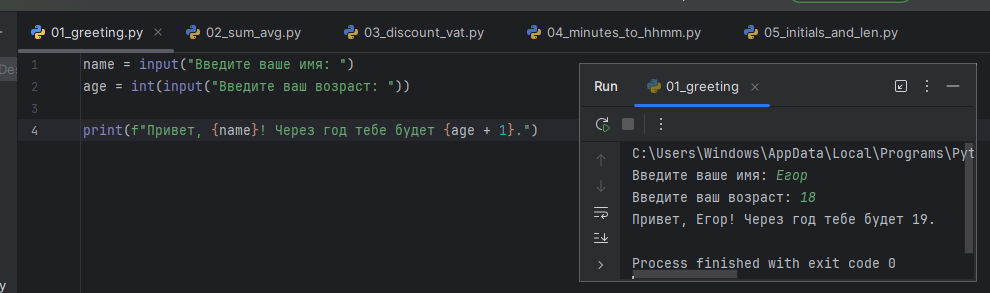 01_greeting.py
02_sum_avg.py
03_discount_vat.py
04_minutes_to_hhmm.py
05_initials_and_len.py
1 name = input("Введите ваше имя: ")
2 age = int(input("Введите ваш возраст: "))
3
4 print(f"Привет, {name}! Через год тебе будет {age + 1}.")
Run 01_greeting
C:\Users\Windows\AppData\Local\Programs\Pyt
Введите ваше имя: Егор
Введите ваш возраст: 18
Привет, Егор! Через год тебе будет 19.
Process finished with exit code 0